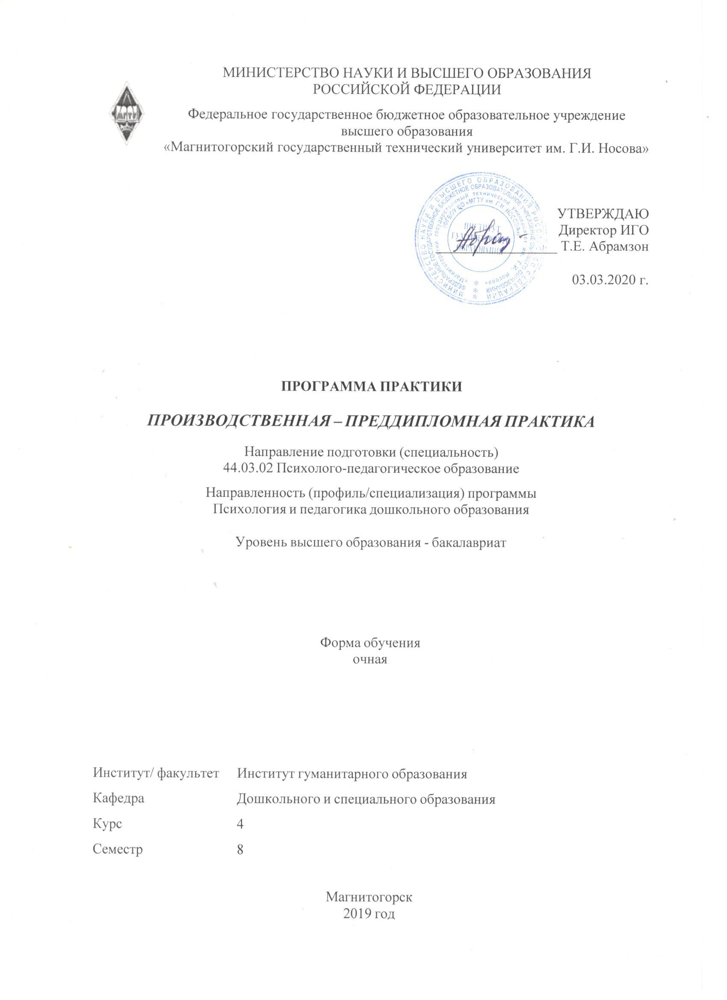 МИНИСТЕРСТВО НАУКИ И ВЫСШЕГО ОБРАЗОВАНИЯ
РОССИЙСКОЙ ФЕДЕРАЦИИ
МГТУ
Федеральное государственное бюджетное образовательное учреждение
высшего образования
«Магнитогорский государственный технический университет им. Г.И. Носова»
МИНИСТЕРСТВО НАУКИ И ВЫСШЕГО ОБРАЗОВАНИЯ РОССИЙСКОЙ ФЕДЕРАЦИИ
ФЕДЕРАЛЬНОЕ ГОСУДАРСТВЕННОЕ БЮДЖЕТНОЕ ОБРАЗОВАТЕЛЬНОЕ УЧРЕЖДЕНИЕ ВЫСШЕГО ОБРАЗОВАНИЯ
«Магнитогорский государственный технический университет им. Г.И. Носова»
(ФГБОУ ВО «МГТУ им. Г.И. НОСОВА»)
ИНСТИТУТ
ГУМАНИТАРНОГО
ОБРАЗОВАНИЯ
УТВЕРЖДАЮ
Директор ИГО
Т.Е. Абрамзон
03.03.2020 г.
ПРОГРАММА ПРАКТИКИ
ПРОИЗВОДСТВЕННАЯ – ПРЕДДИПЛОМНАЯ ПРАКТИКА
Направление подготовки (специальность)
44.03.02 Психолого-педагогическое образование
Направленность (профиль/специализация) программы
Психология и педагогика дошкольного образования
Уровень высшего образования - бакалавриат
Форма обучения
очная
Институт/ факультет Институт гуманитарного образования
Кафедра Дошкольного и специального образования
Курс 4
Семестр 8
Магнитогорск
2019 год